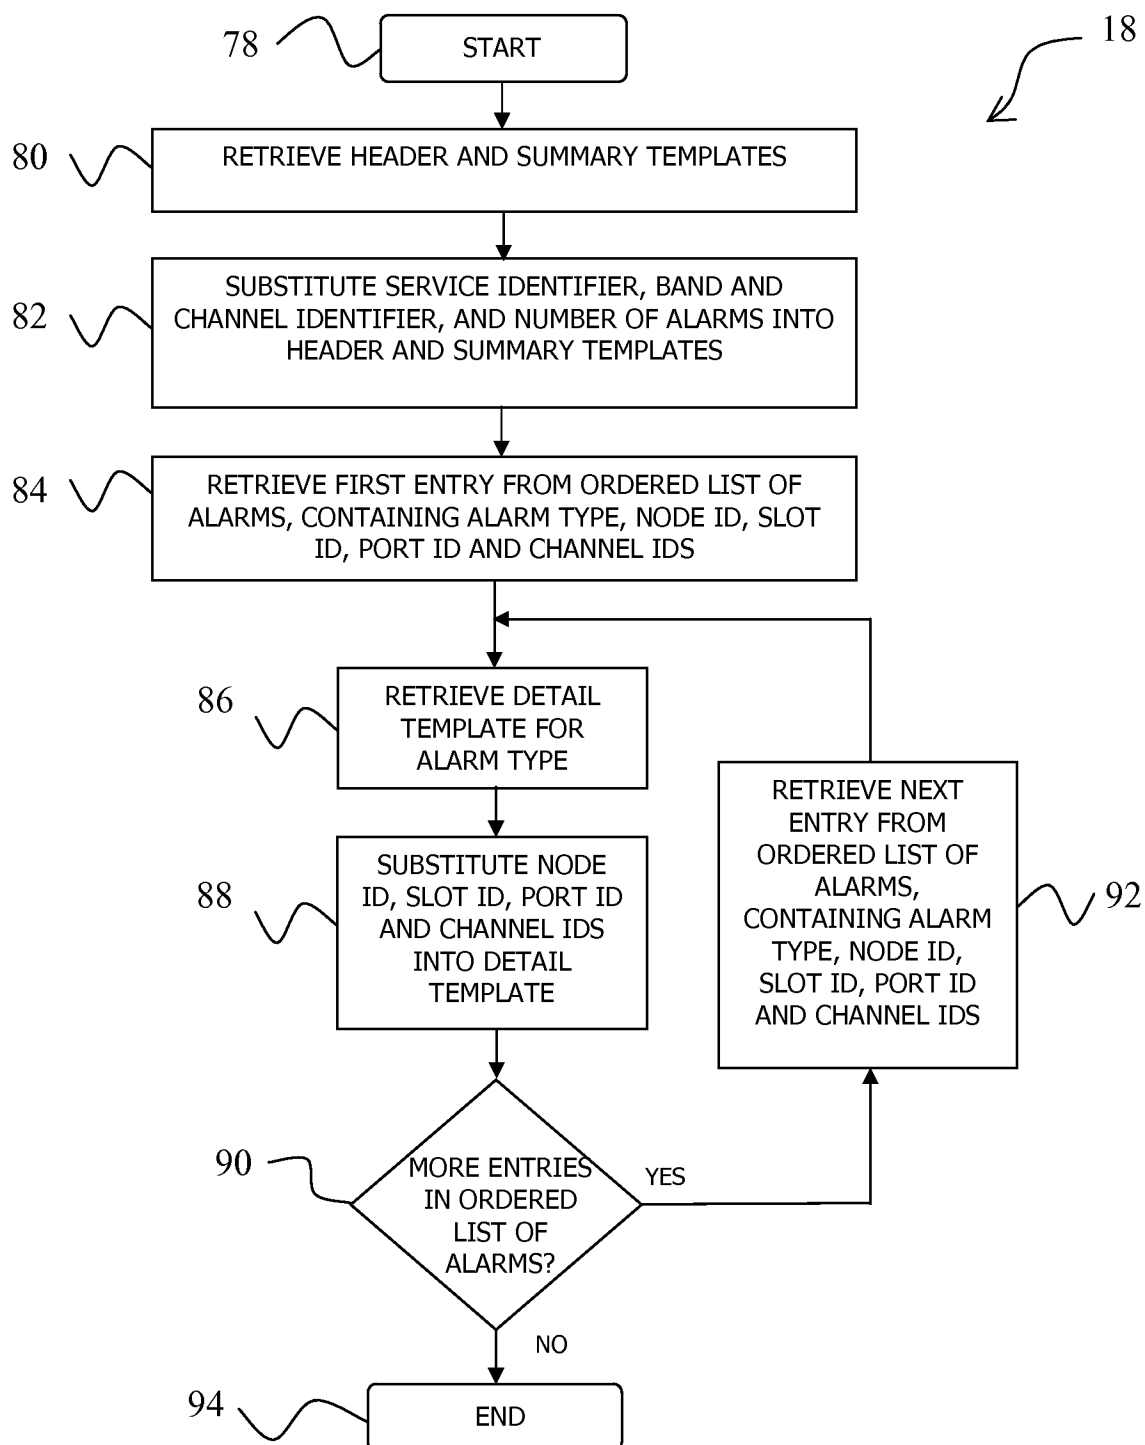 78
START
18
80
RETRIEVE HEADER AND SUMMARY TEMPLATES
82
SUBSTITUTE SERVICE IDENTIFIER, BAND AND
CHANNEL IDENTIFIER, AND NUMBER OF ALARMS INTO
HEADER AND SUMMARY TEMPLATES
84
RETRIEVE FIRST ENTRY FROM ORDERED LIST OF
ALARMS, CONTAINING ALARM TYPE, NODE ID, SLOT
ID, PORT ID AND CHANNEL IDS
86
RETRIEVE DETAIL
TEMPLATE FOR
ALARM TYPE
88
SUBSTITUTE NODE
ID, SLOT ID, PORT ID
AND CHANNEL IDS
INTO DETAIL
TEMPLATE
RETRIEVE NEXT
ENTRY FROM
ORDERED LIST OF
ALARMS,
CONTAINING ALARM
TYPE, NODE ID,
SLOT ID, PORT ID
AND CHANNEL IDS
92
90
MORE ENTRIES
IN ORDERED
LIST OF
ALARMS?
YES
NO
94
END